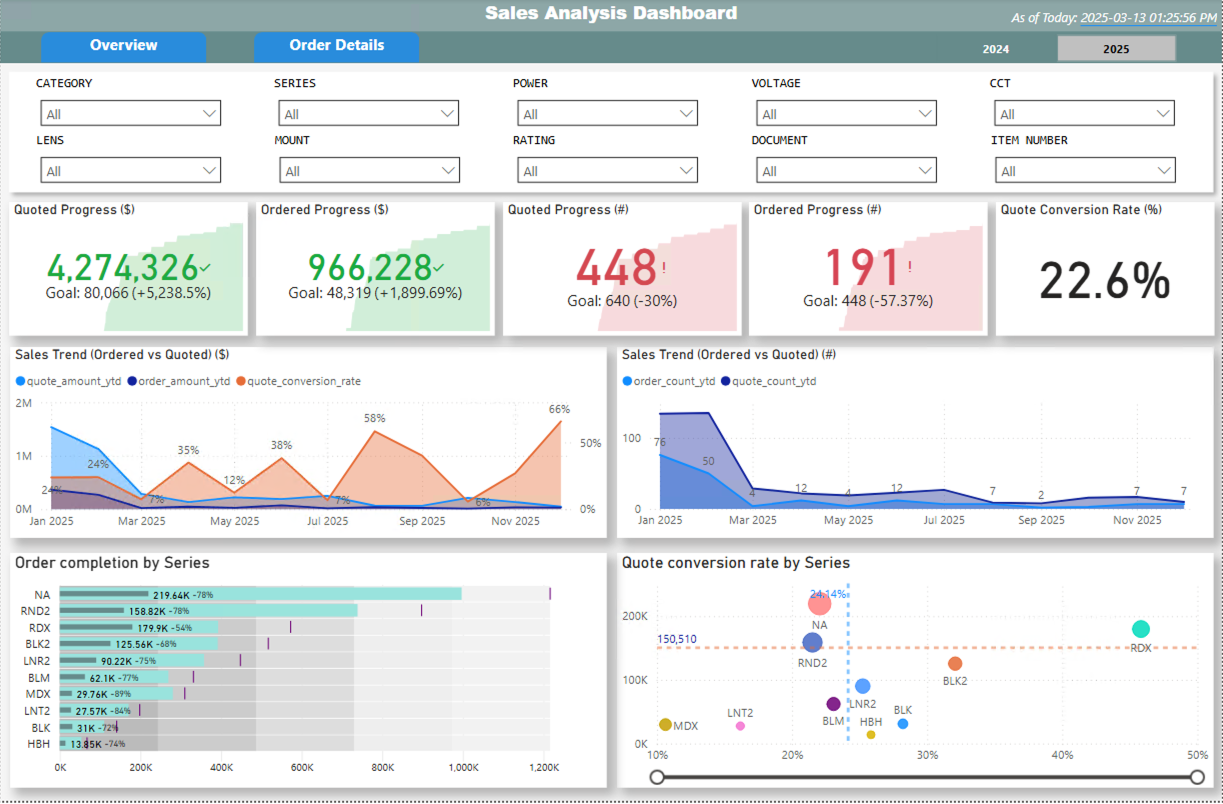 Sales Analysis Dashboard
As of Today: 2025-03-13 01:25:56 PM
Overview Order Details 2024 2025
CATEGORY SERIES POWER VOLTAGE CCT
All All All All All
LENS MOUNT RATING DOCUMENT ITEM NUMBER
All All All All All
Quoted Progress ($) Ordered Progress ($) Quoted Progress (#) Ordered Progress (#) Quote Conversion Rate (%)
4,274,326 966,228 448! 191! 22.6%
Goal: 80,066 (+5,238.5%) Goal: 48,319 (+1,899.69%) Goal: 640 (-30%) Goal: 448 (-57.37%)
Sales Trend (Ordered vs Quoted) ($)
quote_amount_ytd order_amount_ytd quote_conversion_rate
2M
1M
0M
50%
0%
24% 24% 7% 35% 12% 38% 7% 58% 6% 66%
Jan 2025 Mar 2025 May 2025 Jul 2025 Sep 2025 Nov 2025
Sales Trend (Ordered vs Quoted) (#)
order_count_ytd quote_count_ytd
100
0
76 50 4 12 4 12 7 2 7 7
Jan 2025 Mar 2025 May 2025 Jul 2025 Sep 2025 Nov 2025
Order completion by Series
NA 219.64K -78%
RND2 158.82K -78%
RDX 179.9K -54%
BLK2 125.56K -68%
LNR2 90.22K -75%
BLM 62.1K -77%
MDX 29.76K -89%
LNT2 27.57K -84%
BLK 31K -72%
HBH 13.85K -74%
0K 200K 400K 600K 800K 1,000K 1,200K
Quote conversion rate by Series
24.14%
200K
NA
150,510
RDX
RND2
BLK2
100K
LNR2
LNT2
BLK
MDX
BLM
HBH
0K
10% 20% 30% 40% 50%